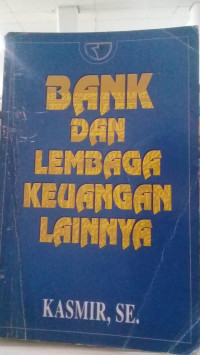 BANK
DAN
LEMBAGA
KEUANGAN
LAINNYA
KASMIR, SE.